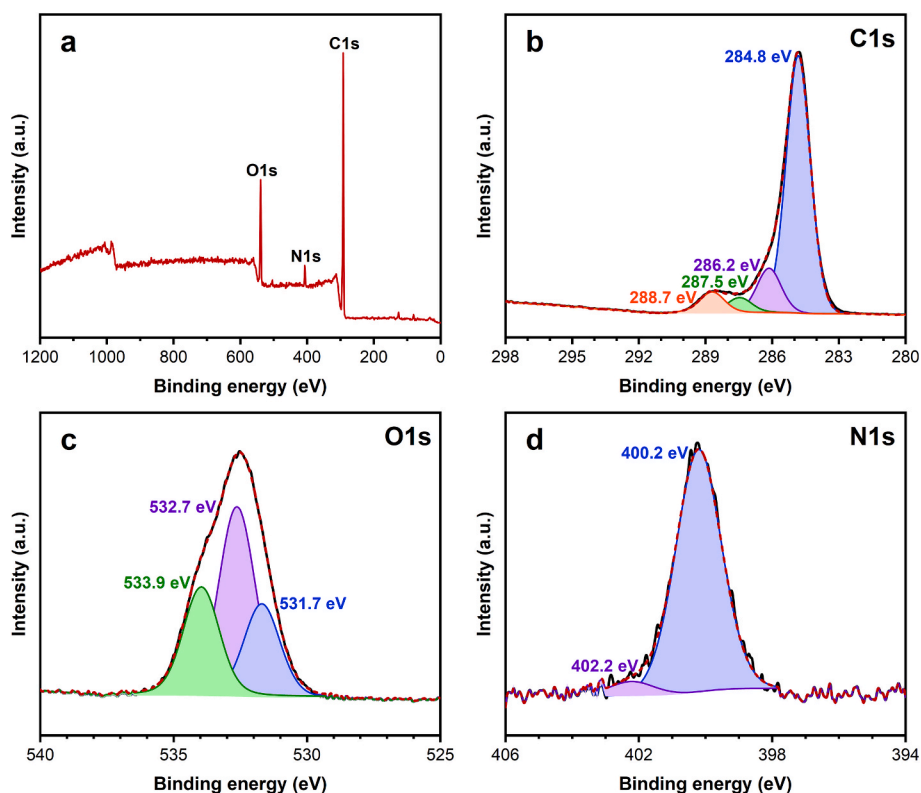 a
C1s
O1s
N1s
Intensity (a.u.)
1200 1000 800 600 400 200 0
Binding energy (eV)
b
C1s
284.8 eV
286.2 eV
287.5 eV
288.7 eV
Intensity (a.u.)
298 295 292 289 286 283 280
Binding energy (eV)
c
O1s
532.7 eV
533.9 eV
531.7 eV
Intensity (a.u.)
540 535 530 525
Binding energy (eV)
d
N1s
400.2 eV
402.2 eV
Intensity (a.u.)
406 402 398 394
Binding energy (eV)